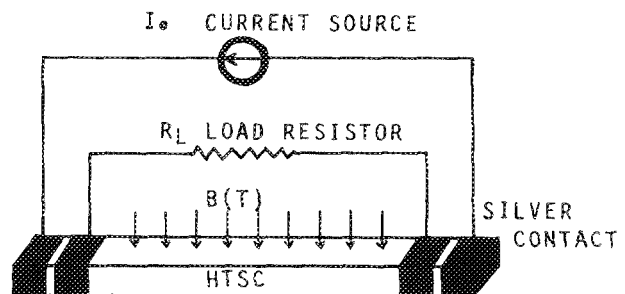 I₀ CURRENT SOURCE
R_L LOAD RESISTOR
B(T)
SILVER
CONTACT
HTSC